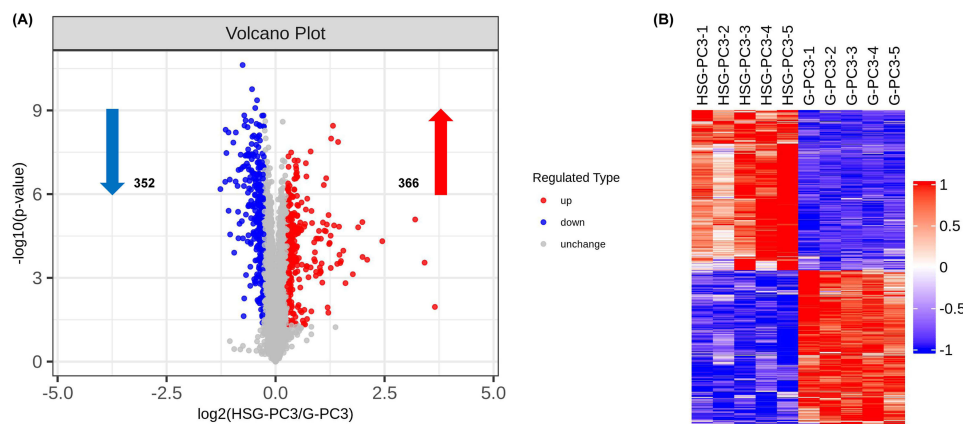 (A)
Volcano Plot
-log10(p-value)
9
6
3
0
352
366
-5.0
-2.5
0.0
2.5
5.0
log2(HSG-PC3/G-PC3)
Regulated Type
up
down
unchange
(B)
HSG-PC3-1
HSG-PC3-2
HSG-PC3-3
HSG-PC3-4
HSG-PC3-5
G-PC3-1
G-PC3-2
G-PC3-3
G-PC3-4
G-PC3-5
1
0.5
0
-0.5
-1